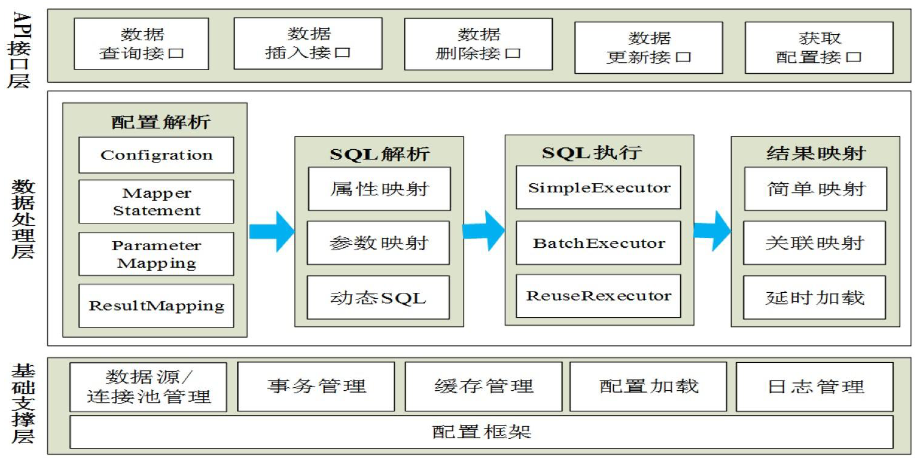 API接口层
数据
查询接口
数据
插入接口
数据
删除接口
数据
更新接口
获取
配置接口
数据处理层
配置解析
Configration
Mapper
Statement
Parameter
Mapping
ResultMapping
SQL解析
属性映射
参数映射
动态SQL
SQL执行
SimpleExecutor
BatchExecutor
ReuseRexecutor
结果映射
简单映射
关联映射
延时加载
基础支撑层
数据源/
连接池管理
事务管理
缓存管理
配置加载
日志管理
配置框架